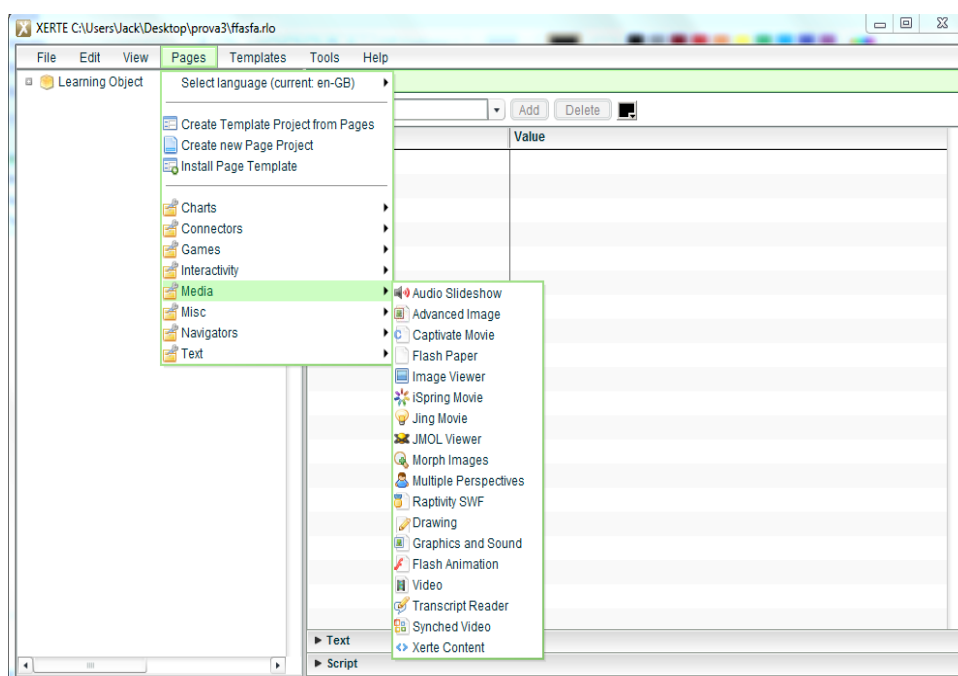 XERTE C:\Users\Jack\Desktop\prova3\ffasfa.rlo
File Edit View Pages Templates Tools Help
Learning Object
Select language (current: en-GB)
Add Delete
Create Template Project from Pages
Value
Create new Page Project
Install Page Template
Charts
Connectors
Games
Interactivity
Media
Misc
Navigators
Text
Audio Slideshow
Advanced Image
Captivate Movie
Flash Paper
Image Viewer
iSpring Movie
Jing Movie
JMOL Viewer
Morph Images
Multiple Perspectives
Raptivity SWF
Drawing
Graphics and Sound
Flash Animation
Video
Transcript Reader
Synched Video
Xerte Content
Text
Script